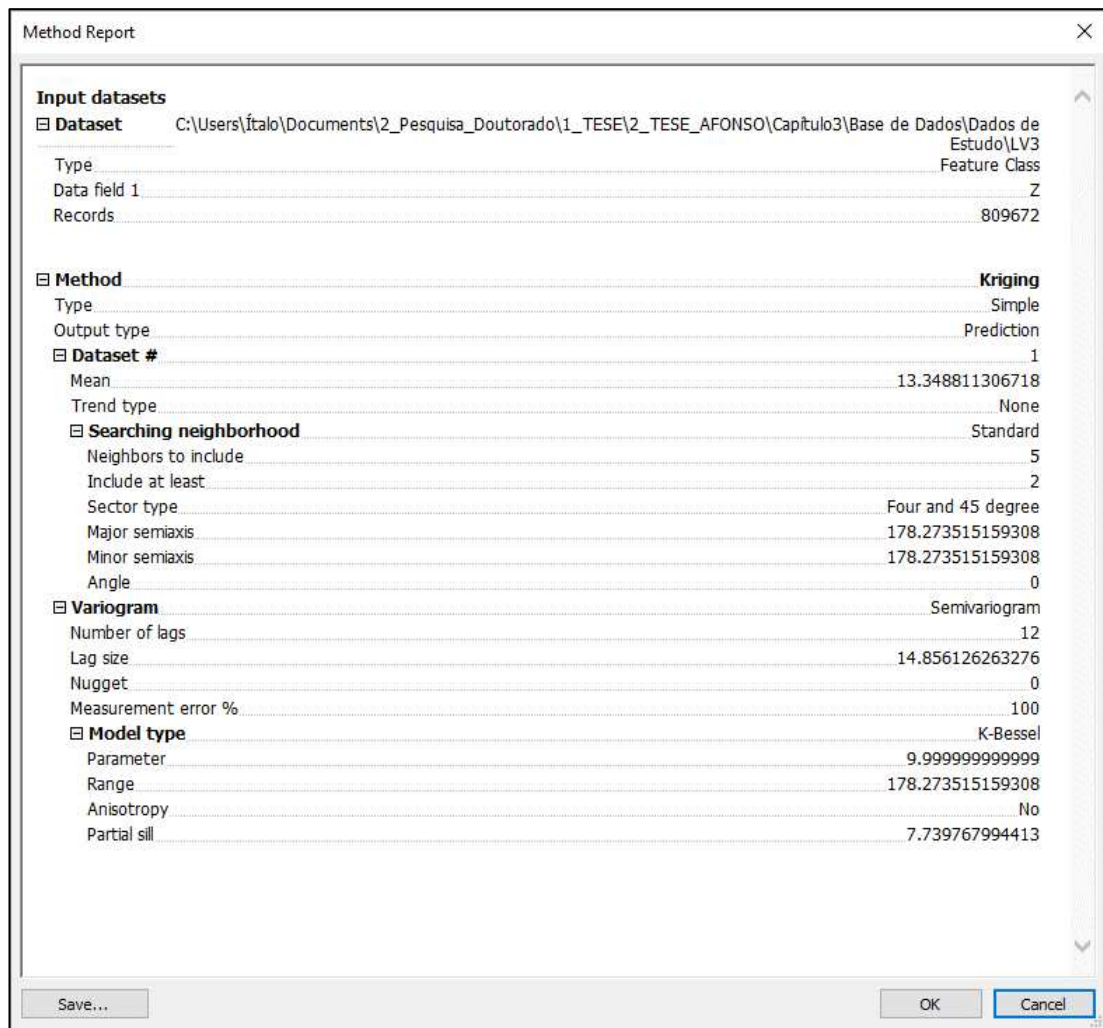 Method Report
Input datasets
Dataset C:\Users\Ítalo\Documents\2_Pesquisa_Doutorado\1_TESE\2_TESE_AFONSO\Capítulo3\Base de Dados\Dados de
Estudo\LV3
Type Feature Class
Data field 1 Z
Records 809672
Method Kriging
Type Simple
Output type Prediction
Dataset # 1
Mean 13.348811306718
Trend type None
Searching neighborhood Standard
Neighbors to include 5
Include at least 2
Sector type Four and 45 degree
Major semiaxis 178.273515159308
Minor semiaxis 178.273515159308
Angle 0
Variogram Semivariogram
Number of lags 12
Lag size 14.856126263276
Nugget 0
Measurement error % 100
Model type K-Bessel
Parameter 9.999999999999
Range 178.273515159308
Anisotropy No
Partial sill 7.739767994413
Save... OK Cancel